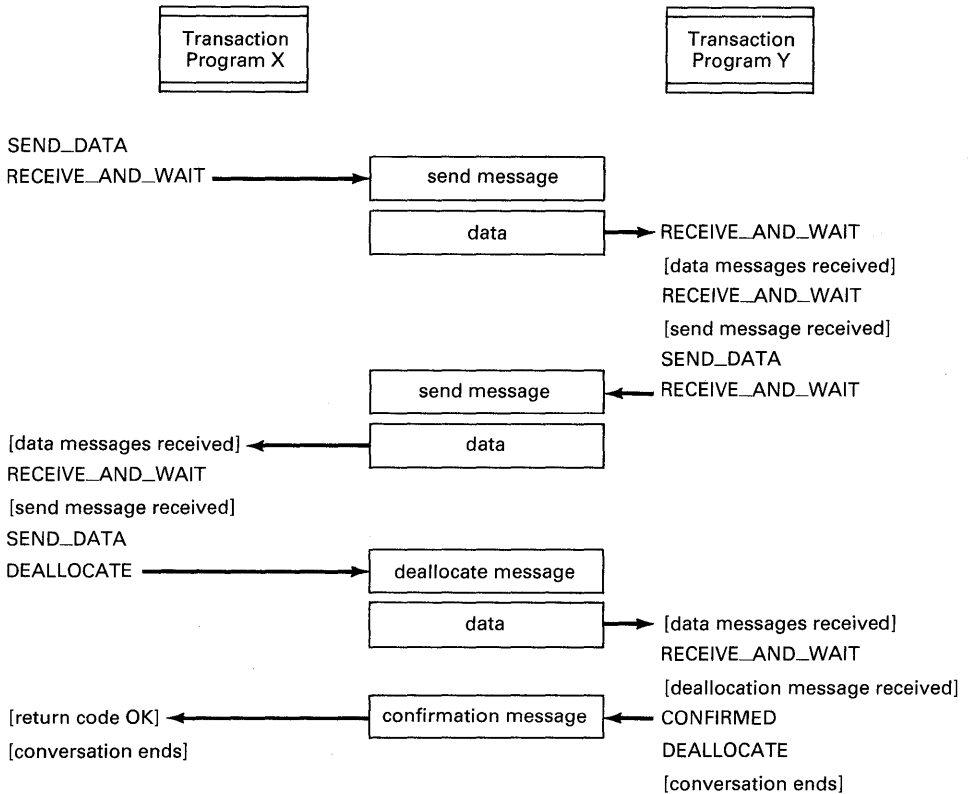 Transaction
Program X
Transaction
Program Y
SEND_DATA
RECEIVE_AND_WAIT
send message
data
RECEIVE_AND_WAIT
[data messages received]
RECEIVE_AND_WAIT
[send message received]
SEND_DATA
send message
RECEIVE_AND_WAIT
[data messages received]
data
RECEIVE_AND_WAIT
[send message received]
SEND_DATA
DEALLOCATE
deallocate message
data
[data messages received]
RECEIVE_AND_WAIT
[deallocation message received]
[return code OK]
confirmation message
CONFIRMED
[conversation ends]
DEALLOCATE
[conversation ends]